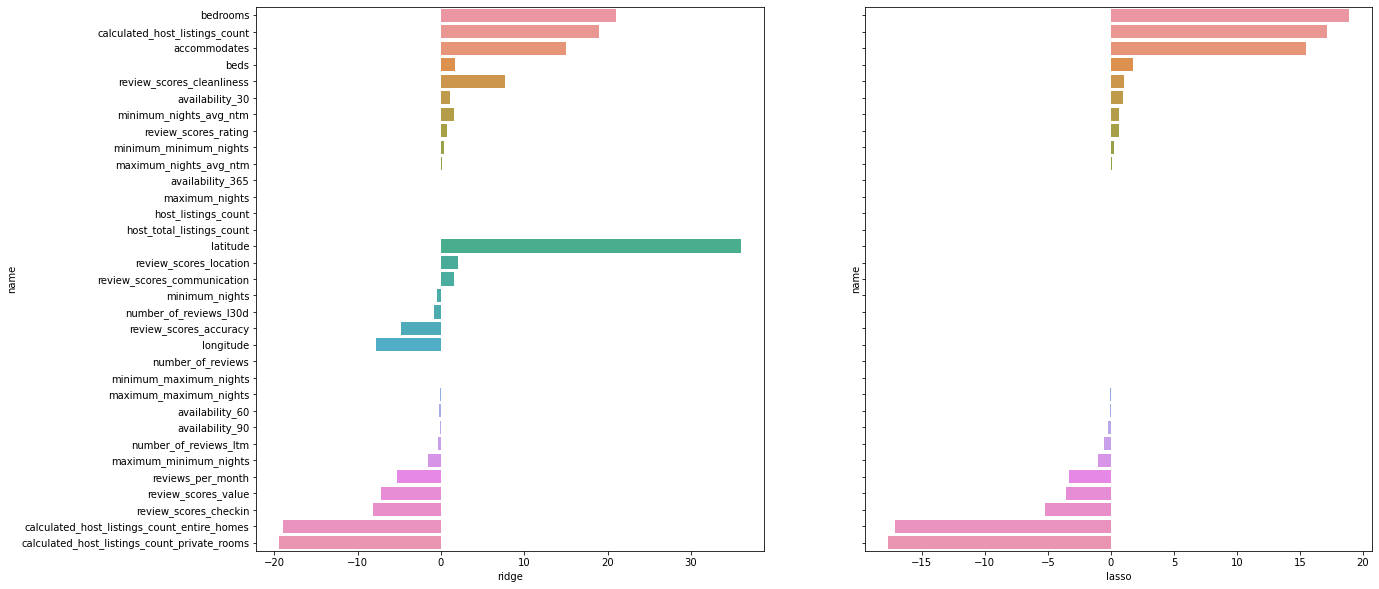 bedrooms
calculated_host_listings_count
accommodates
beds
review_scores_cleanliness
availability_30
minimum_nights_avg_ntm
review_scores_rating
minimum_minimum_nights
maximum_nights_avg_ntm
availability_365
maximum_nights
host_listings_count
host_total_listings_count
latitude
review_scores_location
review_scores_communication
minimum_nights
number_of_reviews_l30d
review_scores_accuracy
longitude
number_of_reviews
minimum_maximum_nights
maximum_maximum_nights
availability_60
availability_90
number_of_reviews_ltm
maximum_minimum_nights
reviews_per_month
review_scores_value
review_scores_checkin
calculated_host_listings_count_entire_homes
calculated_host_listings_count_private_rooms
name
−20 −10 0 10 20 30
ridge
name
−15 −10 −5 0 5 10 15 20
lasso